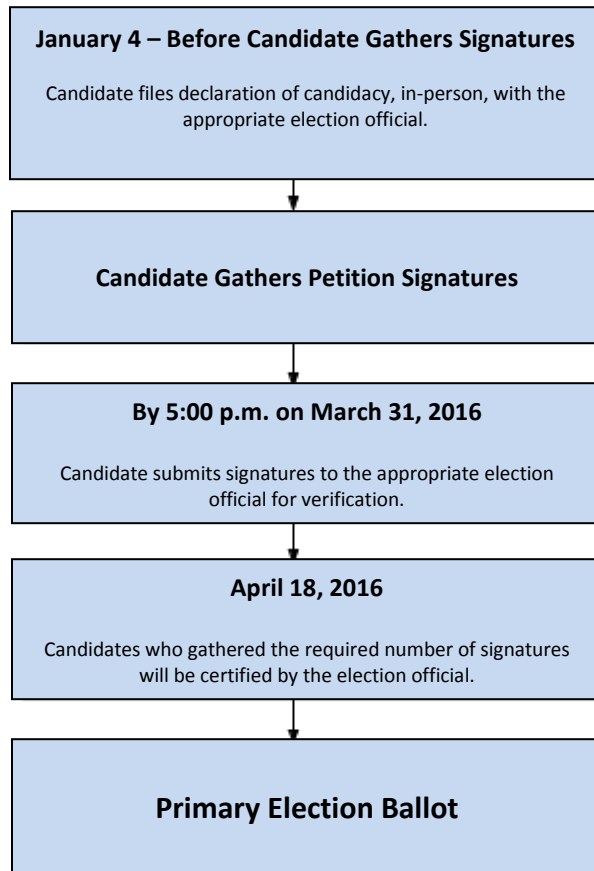 January 4 – Before Candidate Gathers Signatures
Candidate files declaration of candidacy, in-person, with the
appropriate election official.
Candidate Gathers Petition Signatures
By 5:00 p.m. on March 31, 2016
Candidate submits signatures to the appropriate election
official for verification.
April 18, 2016
Candidates who gathered the required number of signatures
will be certified by the election official.
Primary Election Ballot